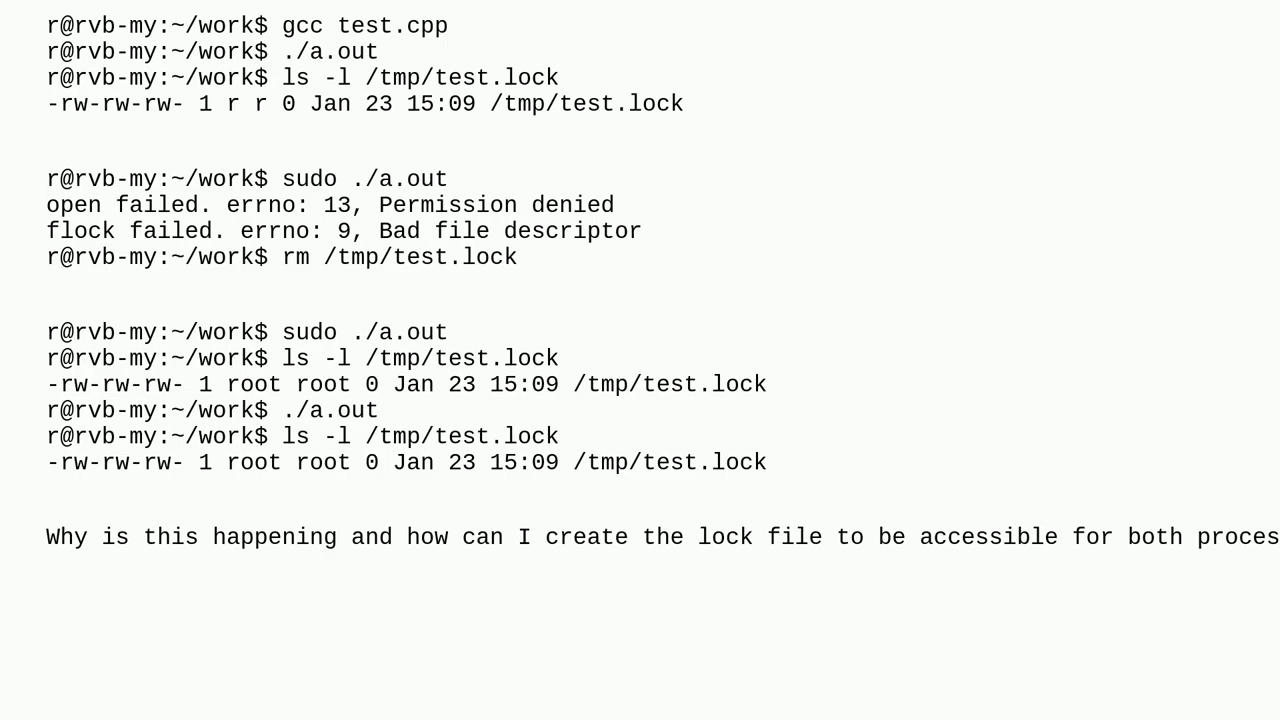 r@rvb-my:~/work$ gcc test.cpp
r@rvb-my:~/work$ ./a.out
r@rvb-my:~/work$ ls -l /tmp/test.lock
-rw-rw-rw- 1 r r 0 Jan 23 15:09 /tmp/test.lock
r@rvb-my:~/work$ sudo ./a.out
open failed. errno: 13, Permission denied
flock failed. errno: 9, Bad file descriptor
r@rvb-my:~/work$ rm /tmp/test.lock
r@rvb-my:~/work$ sudo ./a.out
r@rvb-my:~/work$ ls -l /tmp/test.lock
-rw-rw-rw- 1 root root 0 Jan 23 15:09 /tmp/test.lock
r@rvb-my:~/work$ ./a.out
r@rvb-my:~/work$ ls -l /tmp/test.lock
-rw-rw-rw- 1 root root 0 Jan 23 15:09 /tmp/test.lock
Why is this happening and how can I create the lock file to be accessible for both proces